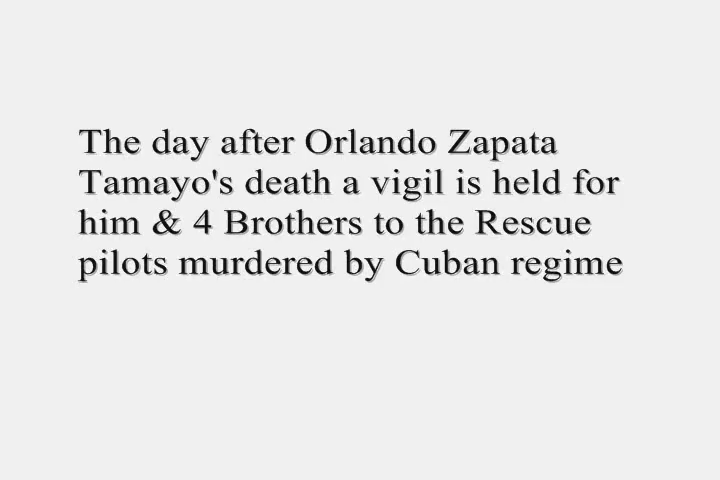 The day after Orlando Zapata
Tamayo's death a vigil is held for
him & 4 Brothers to the Rescue
pilots murdered by Cuban regime